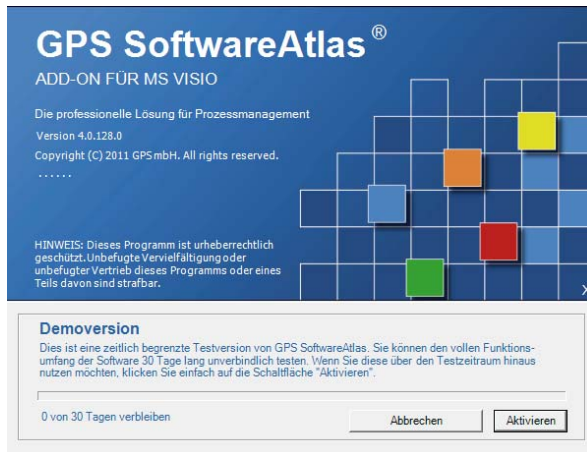 GPS SoftwareAtlas ®
ADD-ON FÜR MS VISIO
Die professionelle Lösung für Prozessmanagement
Version 4.0.128.0
Copyright (C) 2011 GPSmbH. All rights reserved.
......
HINWEIS: Dieses Programm ist urheberrechtlich
geschützt.Unbefugte Vervielfältigung oder
unbefugter Vertrieb dieses Programms oder eines
Teils davon sind strafbar.
X
Demoversion
Dies ist eine zeitlich begrenzte Testversion von GPS SoftwareAtlas. Sie können den vollen Funktions-
umfang der Software 30 Tage lang unverbindlich testen. Wenn Sie diese über den Testzeitraum hinaus
nutzen möchten, klicken Sie einfach auf die Schaltfläche "Aktivieren".
0 von 30 Tagen verbleiben
Abbrechen
Aktivieren